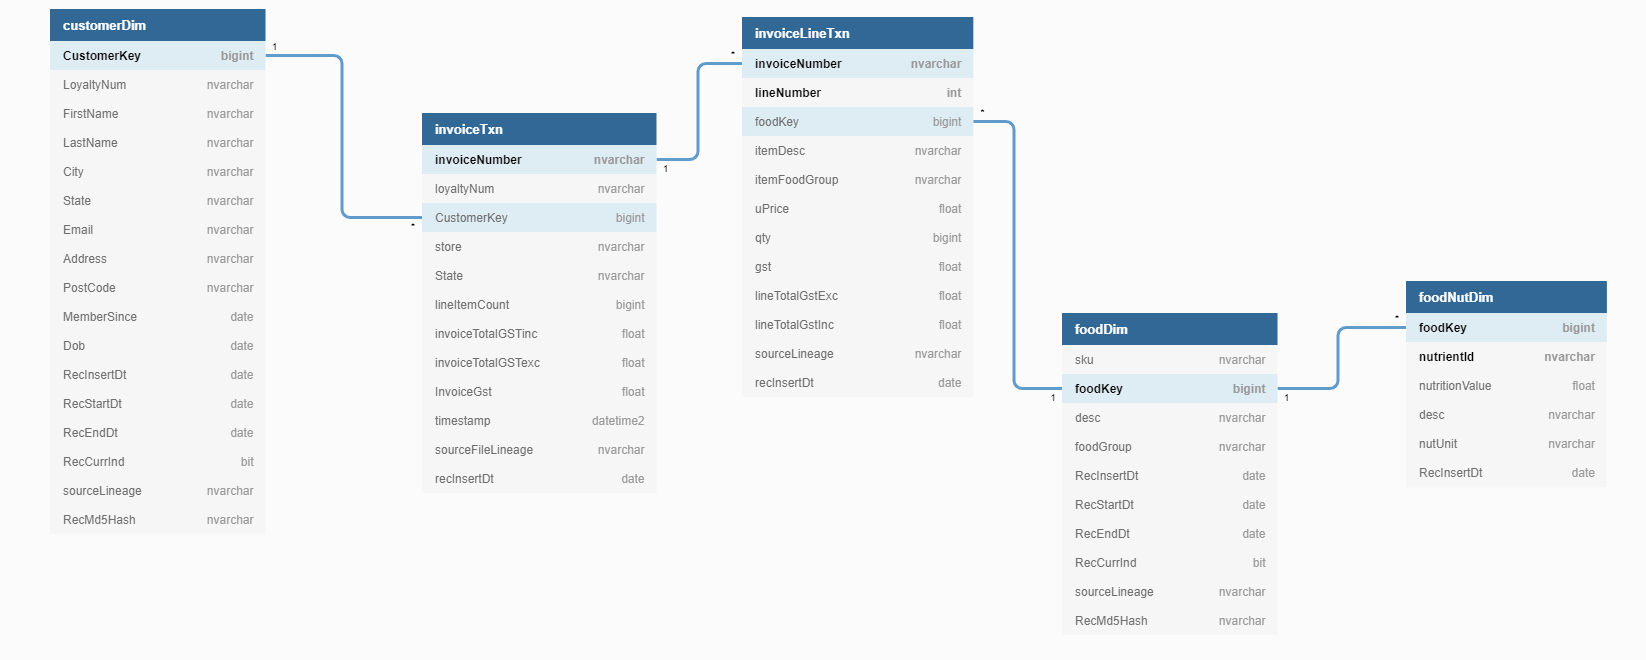 customerDim
CustomerKey bigint
LoyaltyNum nvarchar
FirstName nvarchar
LastName nvarchar
City nvarchar
State nvarchar
Email nvarchar
Address nvarchar
PostCode nvarchar
MemberSince date
Dob date
RecInsertDt date
RecStartDt date
RecEndDt date
RecCurrInd bit
sourceLineage nvarchar
RecMd5Hash nvarchar
1
*
invoiceTxn
invoiceNumber nvarchar
loyaltyNum nvarchar
CustomerKey bigint
store nvarchar
State nvarchar
lineItemCount bigint
invoiceTotalGSTinc float
invoiceTotalGSTexc float
InvoiceGst float
timestamp datetime2
sourceFileLineage nvarchar
recInsertDt date
1
*
invoiceLineTxn
invoiceNumber nvarchar
lineNumber int
foodKey bigint
itemDesc nvarchar
itemFoodGroup nvarchar
uPrice float
qty bigint
gst float
lineTotalGstExc float
lineTotalGstInc float
sourceLineage nvarchar
recInsertDt date
*
1
foodDim
sku nvarchar
foodKey bigint
desc nvarchar
foodGroup nvarchar
RecInsertDt date
RecStartDt date
RecEndDt date
RecCurrInd bit
sourceLineage nvarchar
RecMd5Hash nvarchar
1
*
foodNutDim
foodKey bigint
nutrientId nvarchar
nutritionValue float
desc nvarchar
nutUnit nvarchar
RecInsertDt date